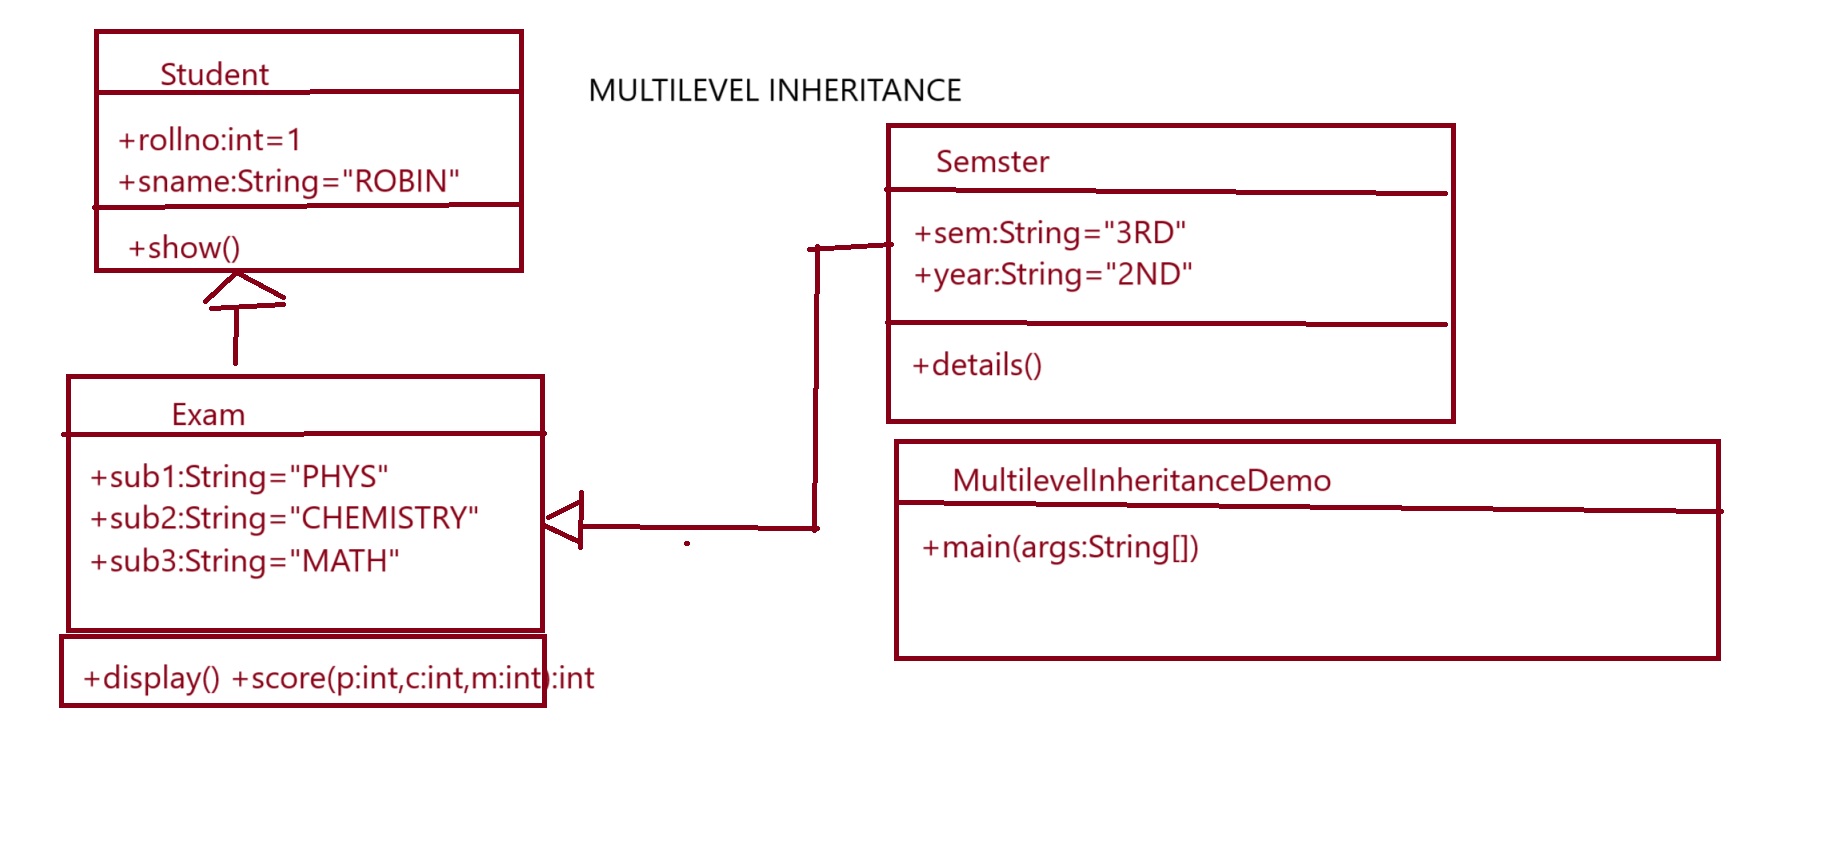 Student
+rollno:int=1
+sname:String="ROBIN"
+show()
MULTILEVEL INHERITANCE
Exam
+sub1:String="PHYS"
+sub2:String="CHEMISTRY"
+sub3:String="MATH"
+display() +score(p:int,c:int,m:int):int
Semster
+sem:String="3RD"
+year:String="2ND"
+details()
MultilevelInheritanceDemo
+main(args:String[])